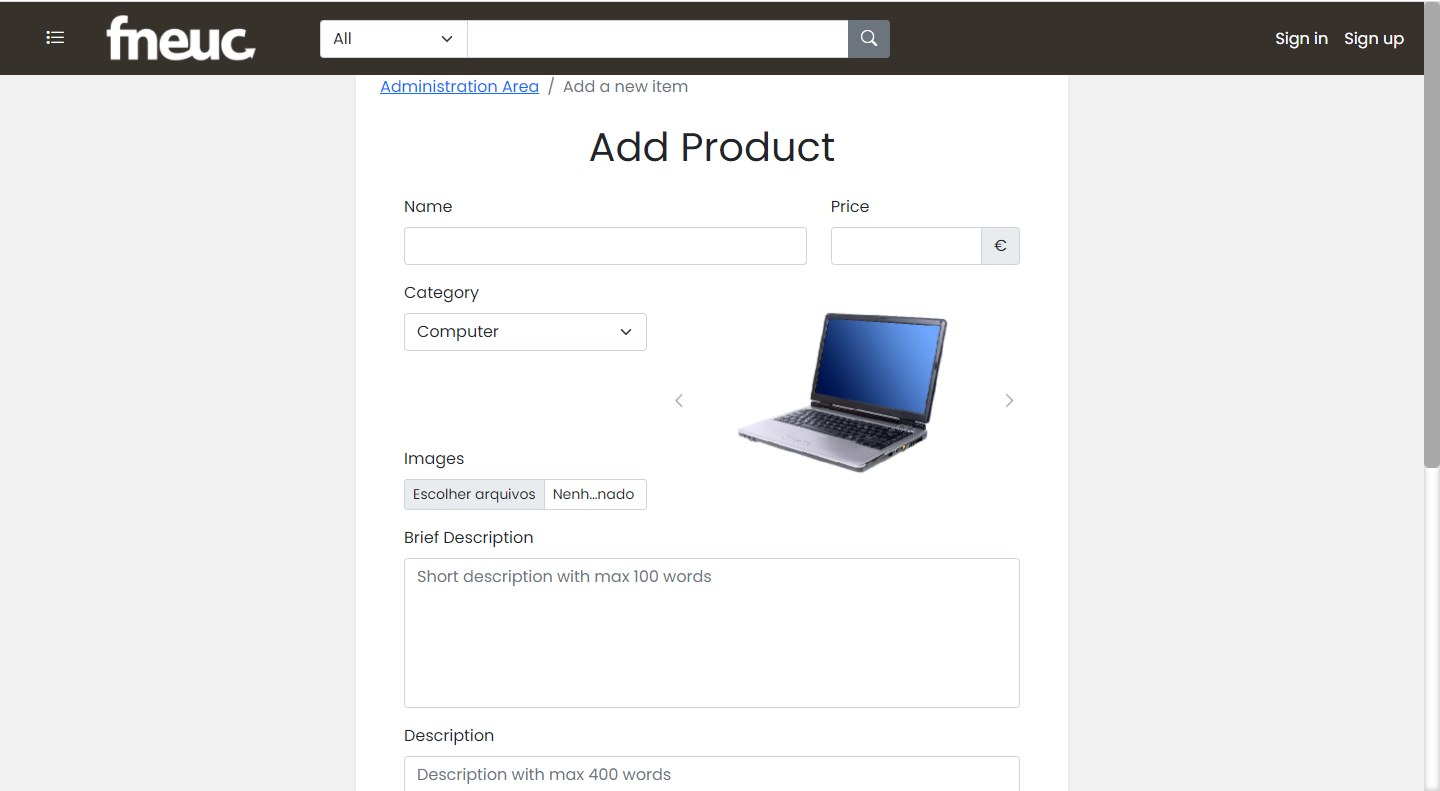 fneuc
All
Sign in Sign up
Administration Area / Add a new item
Add Product
Name Price
€
Category
Computer
Images
Escolher arquivos Nenh...nado
Brief Description
Short description with max 100 words
Description
Description with max 400 words